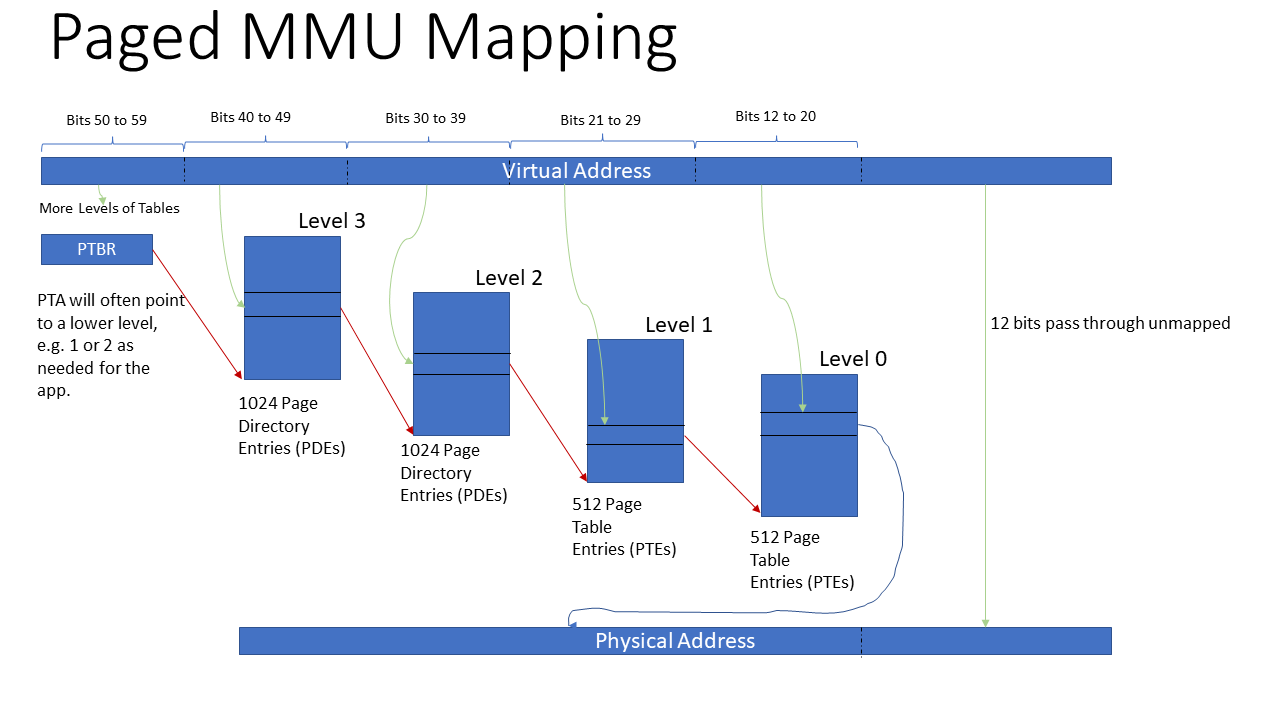 Paged MMU Mapping
Bits 50 to 59
Bits 40 to 49
Bits 30 to 39
Bits 21 to 29
Bits 12 to 20
Virtual Address
More Levels of Tables
PTBR
PTA will often point
to a lower level,
e.g. 1 or 2 as
needed for the
app.
Level 3
1024 Page
Directory
Entries (PDEs)
Level 2
1024 Page
Directory
Entries (PDEs)
Level 1
512 Page
Table
Entries (PTEs)
Level 0
512 Page
Table
Entries (PTEs)
12 bits pass through unmapped
Physical Address